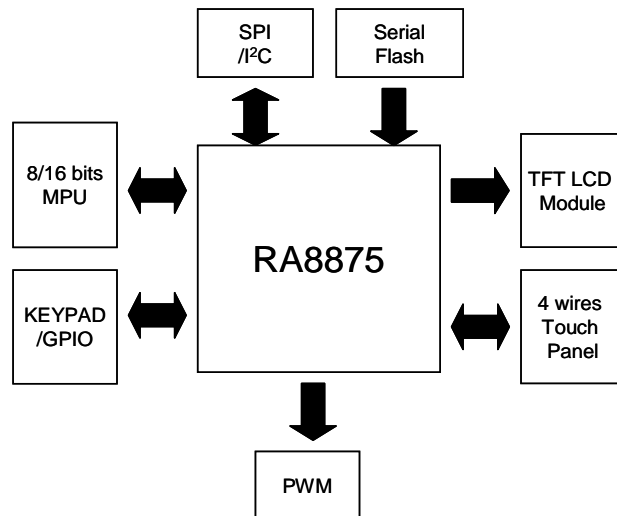 SPI
/I²C
Serial
Flash
8/16 bits
MPU
TFT LCD
Module
RA8875
KEYPAD
/GPIO
4 wires
Touch
Panel
PWM